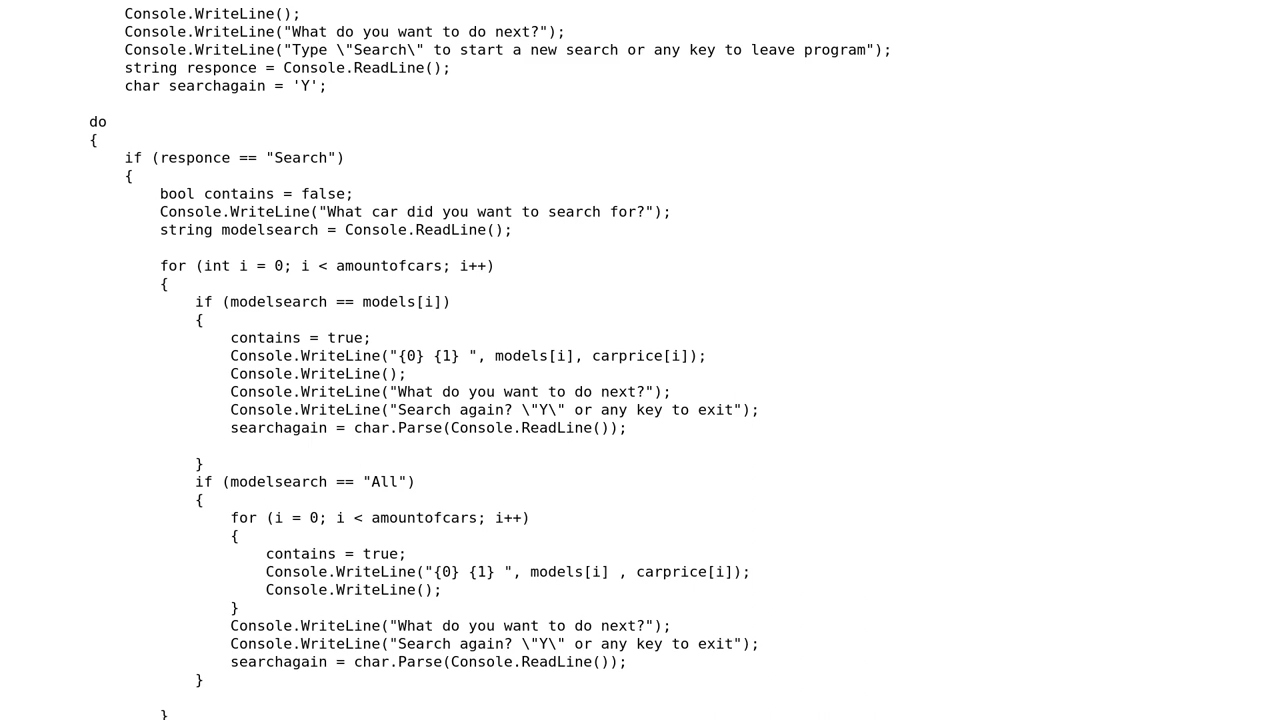 Console.WriteLine();
Console.WriteLine("What do you want to do next?");
Console.WriteLine("Type \"Search\" to start a new search or any key to leave program");
string responce = Console.ReadLine();
char searchagain = 'Y';
do
{
if (responce == "Search")
{
bool contains = false;
Console.WriteLine("What car did you want to search for?");
string modelsearch = Console.ReadLine();
for (int i = 0; i < amountofcars; i++)
{
if (modelsearch == models[i])
{
contains = true;
Console.WriteLine("{0} {1} ", models[i], carprice[i]);
Console.WriteLine();
Console.WriteLine("What do you want to do next?");
Console.WriteLine("Search again? \"Y\" or any key to exit");
searchagain = char.Parse(Console.ReadLine());
}
if (modelsearch == "All")
{
for (i = 0; i < amountofcars; i++)
{
contains = true;
Console.WriteLine("{0} {1} ", models[i] , carprice[i]);
Console.WriteLine();
}
Console.WriteLine("What do you want to do next?");
Console.WriteLine("Search again? \"Y\" or any key to exit");
searchagain = char.Parse(Console.ReadLine());
}
}